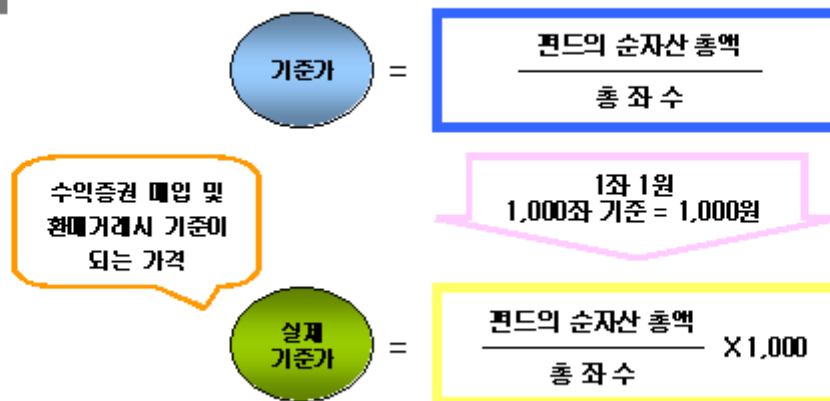 기준가 =
펀드의 순자산 총액
총 좌 수
1좌 1원
1,000좌 기준 = 1,000원
수익증권 매입 및
환매거래시 기준이
되는 가격
실제
기준가 =
펀드의 순자산 총액
총 좌 수
X 1,000